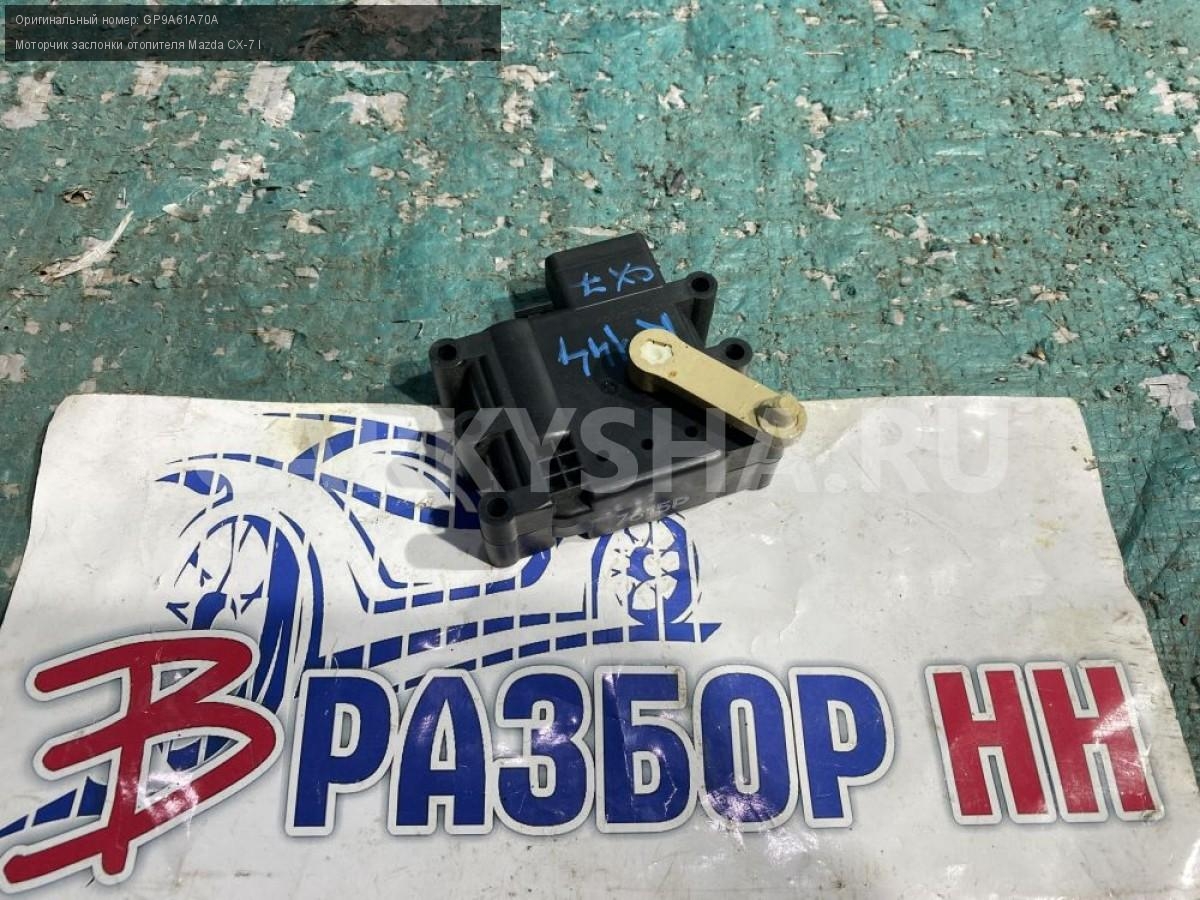 Оригинальный номер: GP9A61A70A
Моторчик заслонки отопителя Mazda CX-7 I
CX7
KYSHA.RU
В РАЗБОР НН